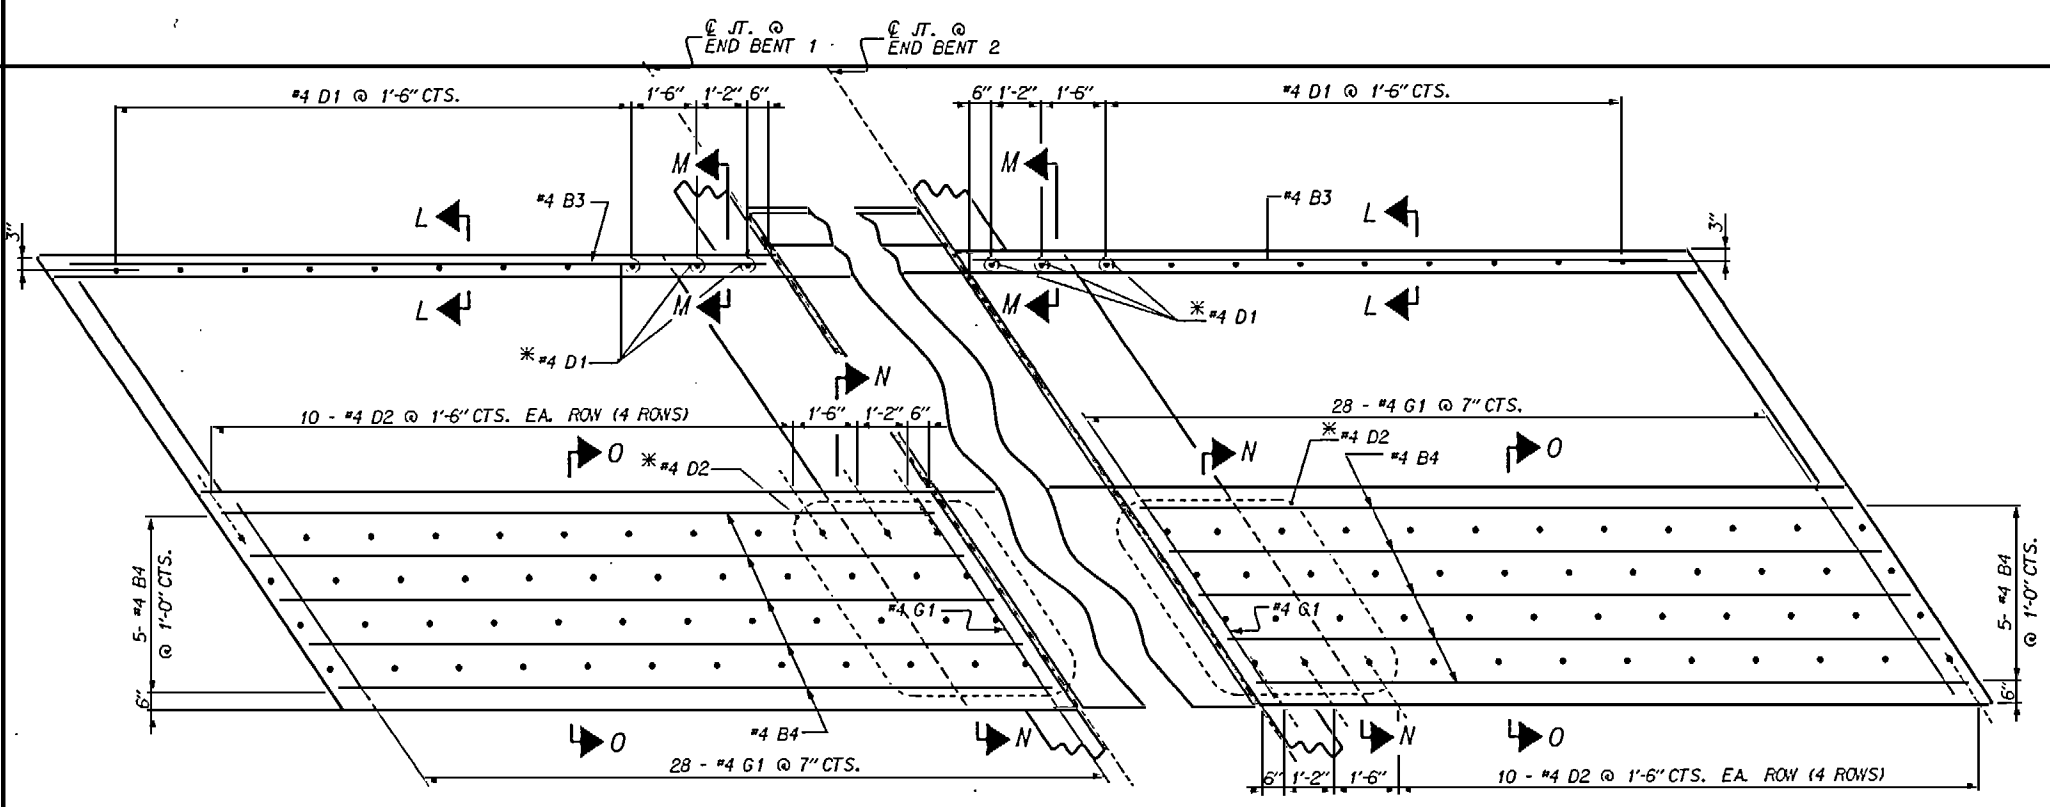 ℄ JT. @
END BENT 1
℄ JT. @
END BENT 2
#4 D1 @ 1'-6" CTS.
1'-6"
1'-2"
6"
6"
1'-2"
1'-6"
#4 D1 @ 1'-6" CTS.
M
M
L
#4 B3
#4 B3
L
3"
3"
L
M
M
L
* #4 D1
* #4 D1
N
10 - #4 D2 @ 1'-6" CTS. EA. ROW (4 ROWS)
1'-6"
1'-2"
6"
28 - #4 G1 @ 7" CTS.
O
* #4 D2
N
* #4 D2
#4 B4
O
5- #4 B4
@ 1'-0" CTS.
6"
#4 G1
#4 G1
5- #4 B4
@ 1'-0" CTS.
6"
O
#4 B4
N
N
O
28 - #4 G1 @ 7" CTS.
6"
1'-2"
1'-6"
10 - #4 D2 @ 1'-6" CTS. EA. ROW (4 ROWS)